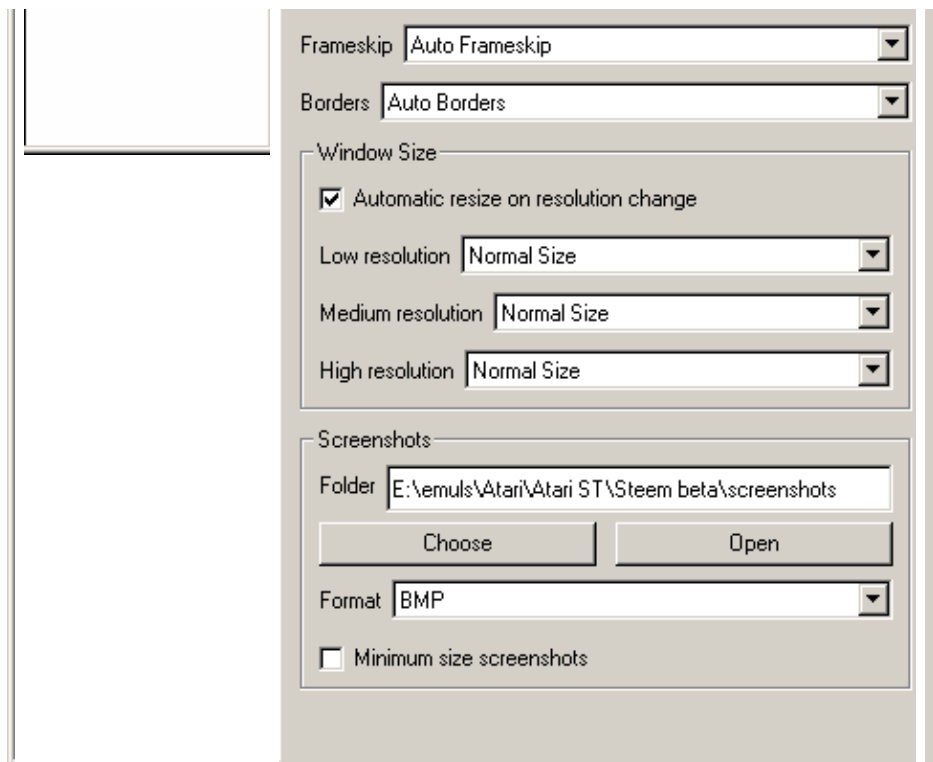 Frameskip Auto Frameskip
Borders Auto Borders
Window Size
Automatic resize on resolution change
Low resolution Normal Size
Medium resolution Normal Size
High resolution Normal Size
Screenshots
Folder E:\emuls\Atari\Atari ST\Steem beta\screenshots
Choose Open
Format BMP
Minimum size screenshots